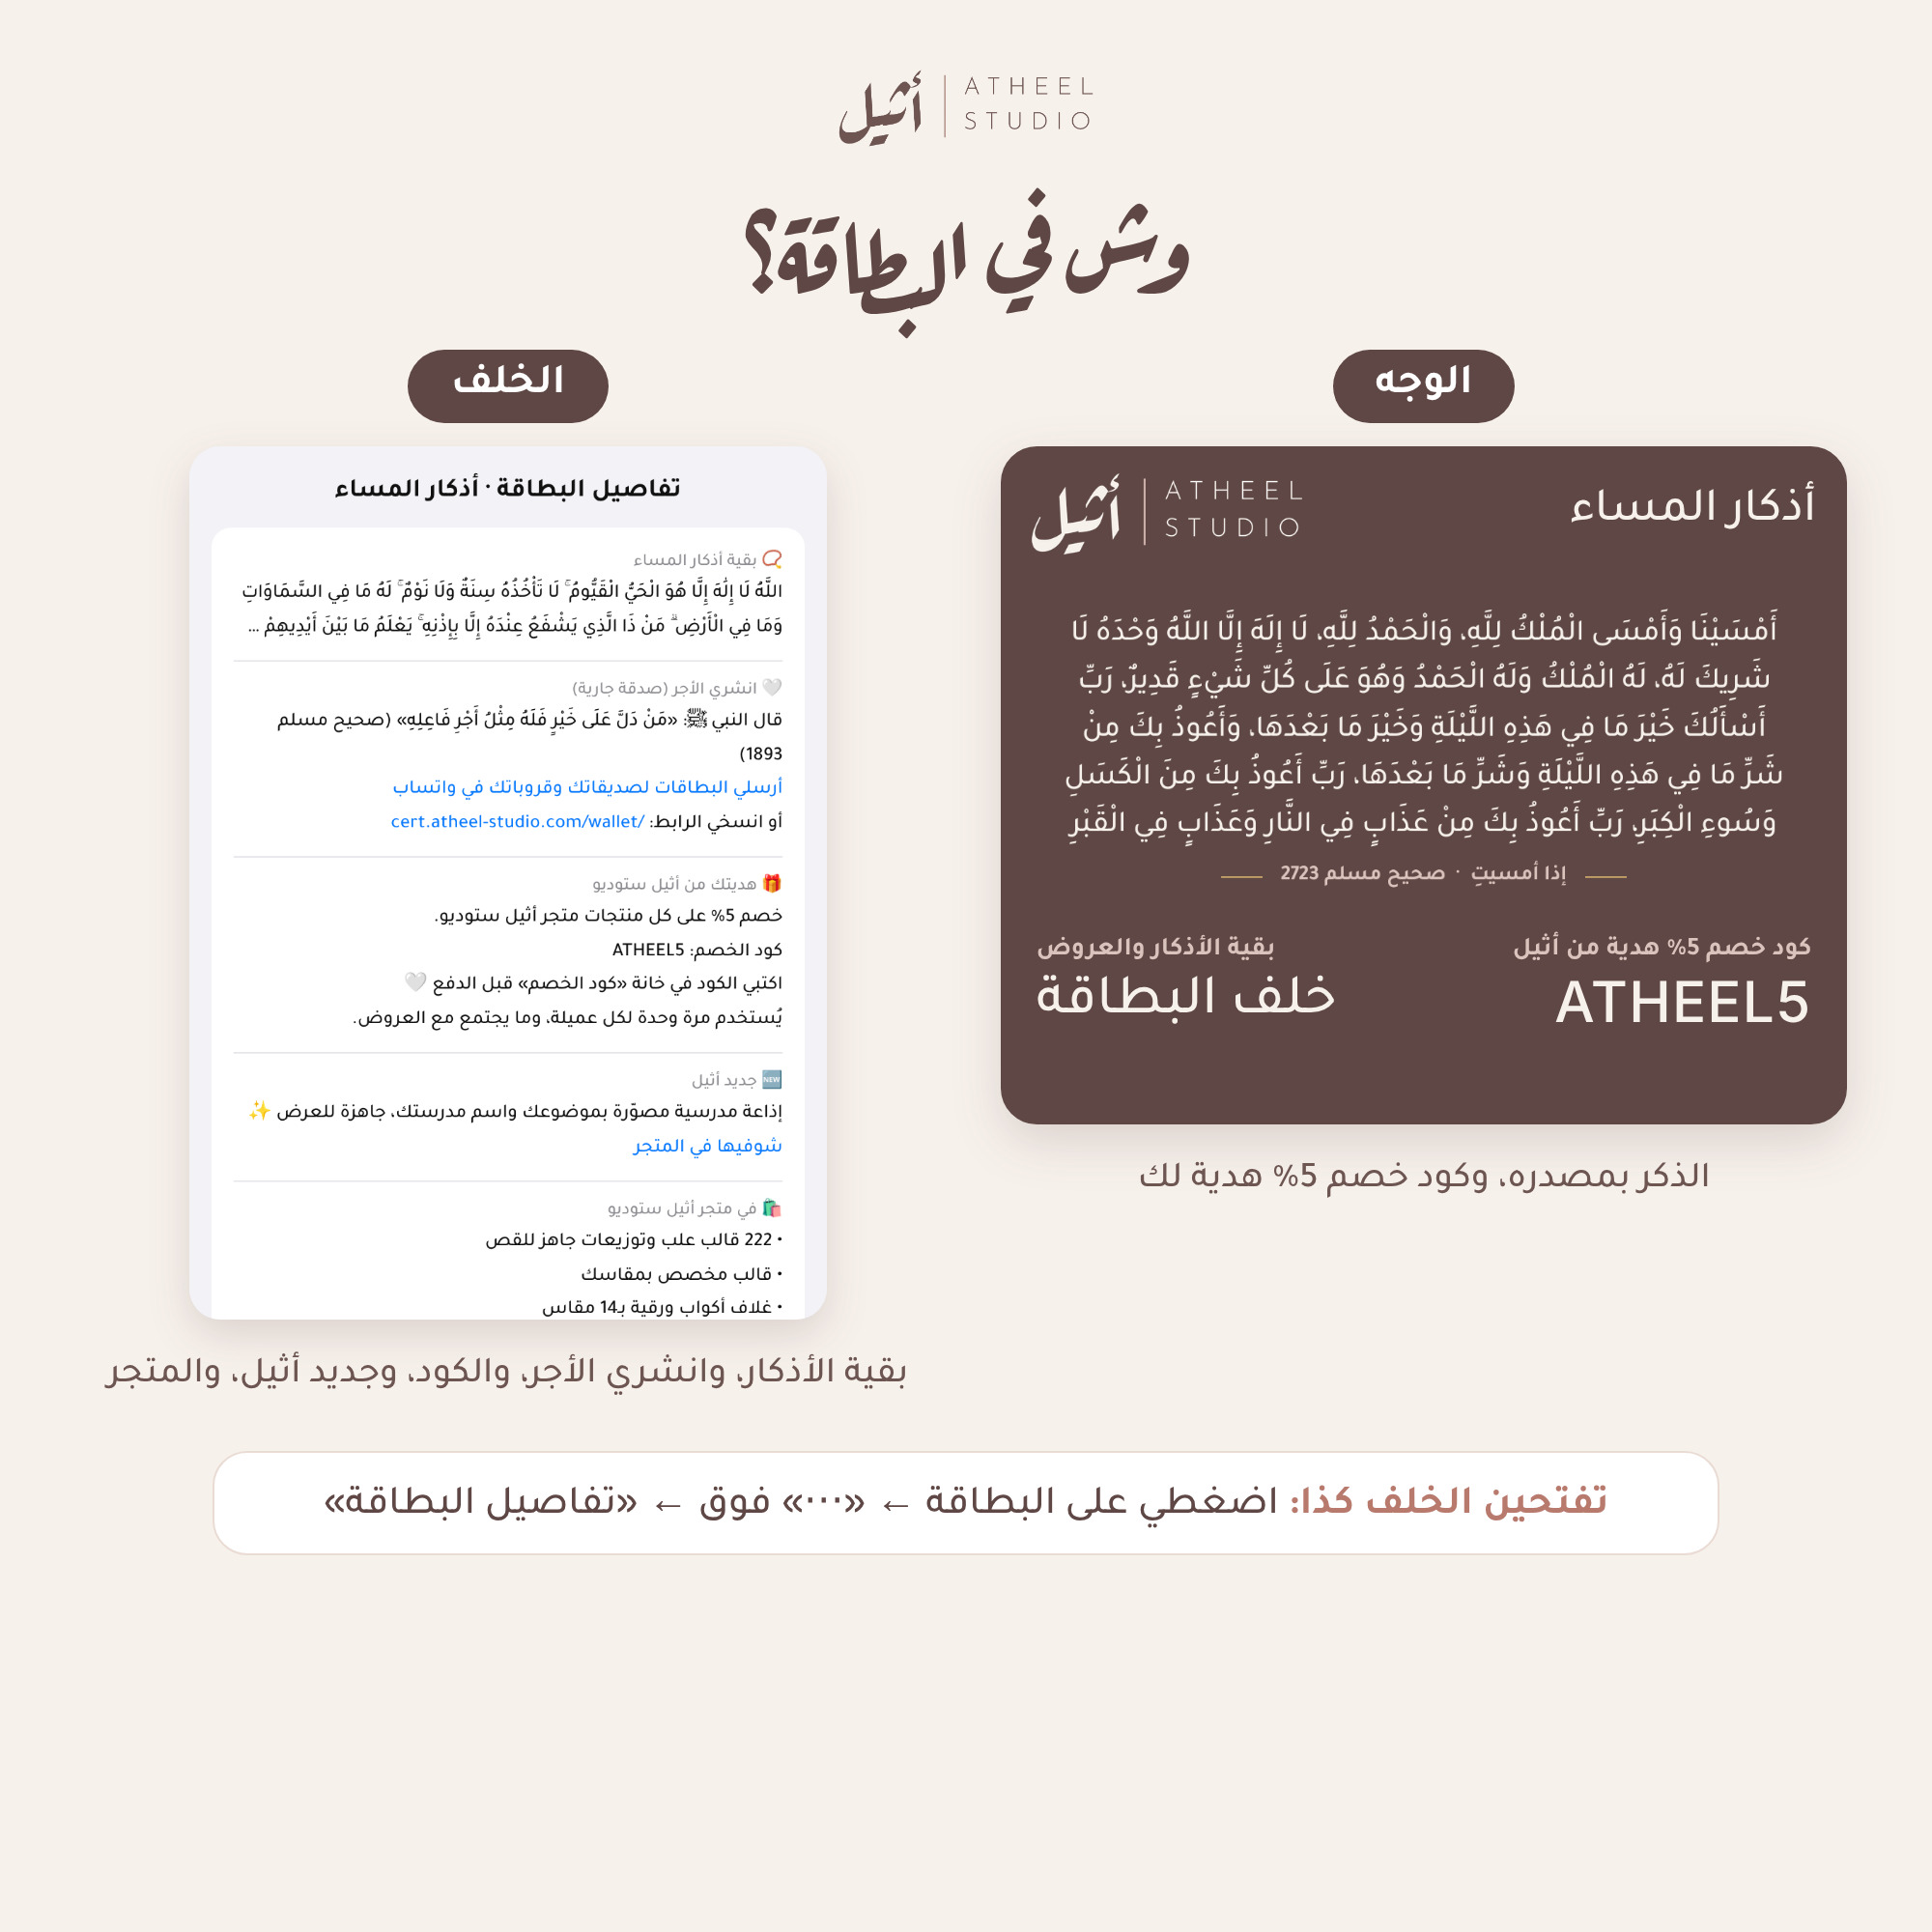 أثيل
ATHEEL
STUDIO
وش في البطاقة؟
الوجه
أثيل
ATHEEL
STUDIO
أذكار المساء
أَمْسَيْنَا وَأَمْسَى الْمُلْكُ لِلَّهِ، وَالْحَمْدُ لِلَّهِ، لَا إِلَهَ إِلَّا اللَّهُ وَحْدَهُ لَا
شَرِيكَ لَهُ، لَهُ الْمُلْكُ وَلَهُ الْحَمْدُ وَهُوَ عَلَى كُلِّ شَيْءٍ قَدِيرٌ، رَبِّ
أَسْأَلُكَ خَيْرَ مَا فِي هَذِهِ اللَّيْلَةِ وَخَيْرَ مَا بَعْدَهَا، وَأَعُوذُ بِكَ مِنْ
شَرِّ مَا فِي هَذِهِ اللَّيْلَةِ وَشَرِّ مَا بَعْدَهَا، رَبِّ أَعُوذُ بِكَ مِنَ الْكَسَلِ
وَسُوءِ الْكِبَرِ، رَبِّ أَعُوذُ بِكَ مِنْ عَذَابٍ فِي النَّارِ وَعَذَابٍ فِي الْقَبْرِ
إذا أمسيتِ · صحيح مسلم 2723
كود خصم 5% هدية من أثيل
ATHEEL5
بقية الأذكار والعروض
خلف البطاقة
الذكر بمصدره، وكود خصم 5% هدية لك
الخلف
تفاصيل البطاقة · أذكار المساء
📿 بقية أذكار المساء
اللَّهُ لَا إِلَٰهَ إِلَّا هُوَ الْحَيُّ الْقَيُّومُ ۚ لَا تَأْخُذُهُ سِنَةٌ وَلَا نَوْمٌ ۚ لَهُ مَا فِي السَّمَاوَاتِ
وَمَا فِي الْأَرْضِ ۗ مَنْ ذَا الَّذِي يَشْفَعُ عِنْدَهُ إِلَّا بِإِذْنِهِ ۚ يَعْلَمُ مَا بَيْنَ أَيْدِيهِمْ ...
🤍 انشري الأجر (صدقة جارية)
قال النبي ﷺ: «مَنْ دَلَّ عَلَى خَيْرٍ فَلَهُ مِثْلُ أَجْرِ فَاعِلِهِ» (صحيح مسلم
1893)
أرسلي البطاقات لصديقاتك وقروباتك في واتساب
أو انسخي الرابط: cert.atheel-studio.com/wallet/
🎁 هديتك من أثيل ستوديو
خصم 5% على كل منتجات متجر أثيل ستوديو.
كود الخصم: ATHEEL5
اكتبي الكود في خانة «كود الخصم» قبل الدفع 🤍
يُستخدم مرة وحدة لكل عميلة، وما يجتمع مع العروض.
🆕 جديد أثيل
إذاعة مدرسية مصوّرة بموضوعك واسم مدرستك، جاهزة للعرض ✨
شوفيها في المتجر
🛍️ في متجر أثيل ستوديو
• 222 قالب علب وتوزيعات جاهز للقص
• قالب مخصص بمقاسك
• غلاف أكواب ورقية بـ14 مقاس
بقية الأذكار، وانشري الأجر، والكود، وجديد أثيل، والمتجر
تفتحين الخلف كذا: اضغطي على البطاقة ← «···» فوق ← «تفاصيل البطاقة»